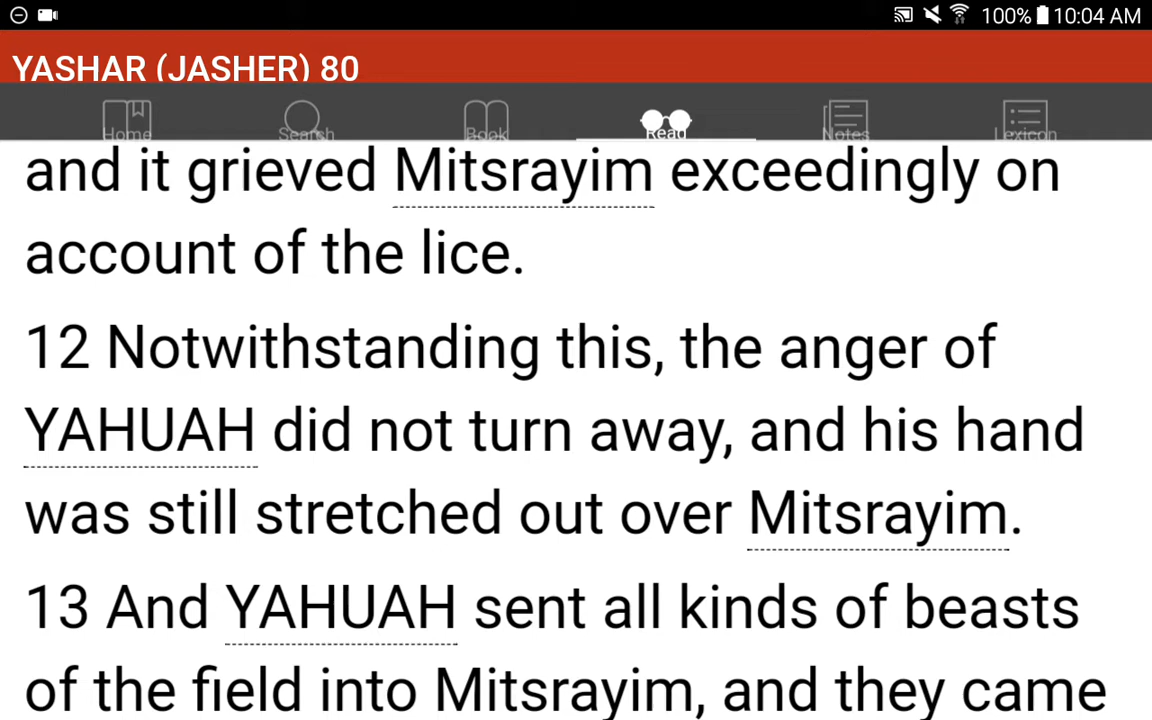 100% 10:04 AM
YASHAR (JASHER) 80
Home Search Book Read Notes Lexicon
and it grieved Mitsrayim exceedingly on
account of the lice.
12 Notwithstanding this, the anger of
YAHUAH did not turn away, and his hand
was still stretched out over Mitsrayim.
13 And YAHUAH sent all kinds of beasts
of the field into Mitsrayim, and they came